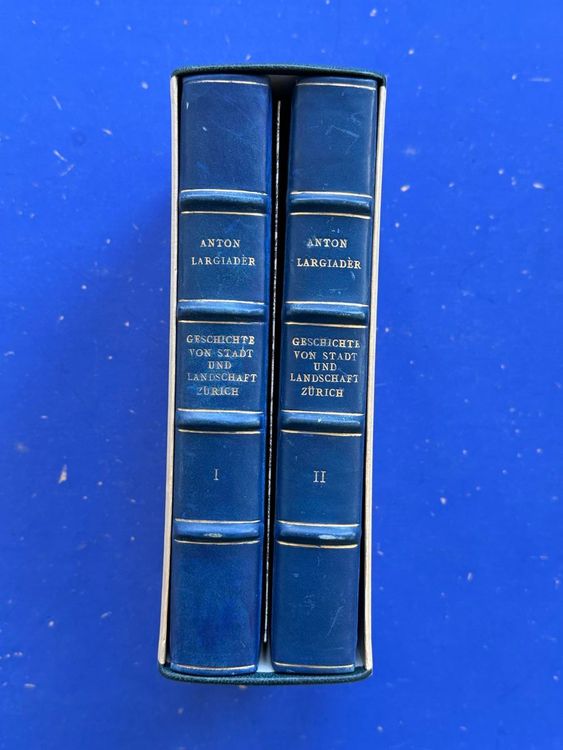 ANTON
LARGIADÈR
GESCHICHTE
VON STADT
UND
LANDSCHAFT
ZÜRICH
I
ANTON
LARGIADÈR
GESCHICHTE
VON STADT
UND
LANDSCHAFT
ZÜRICH
II